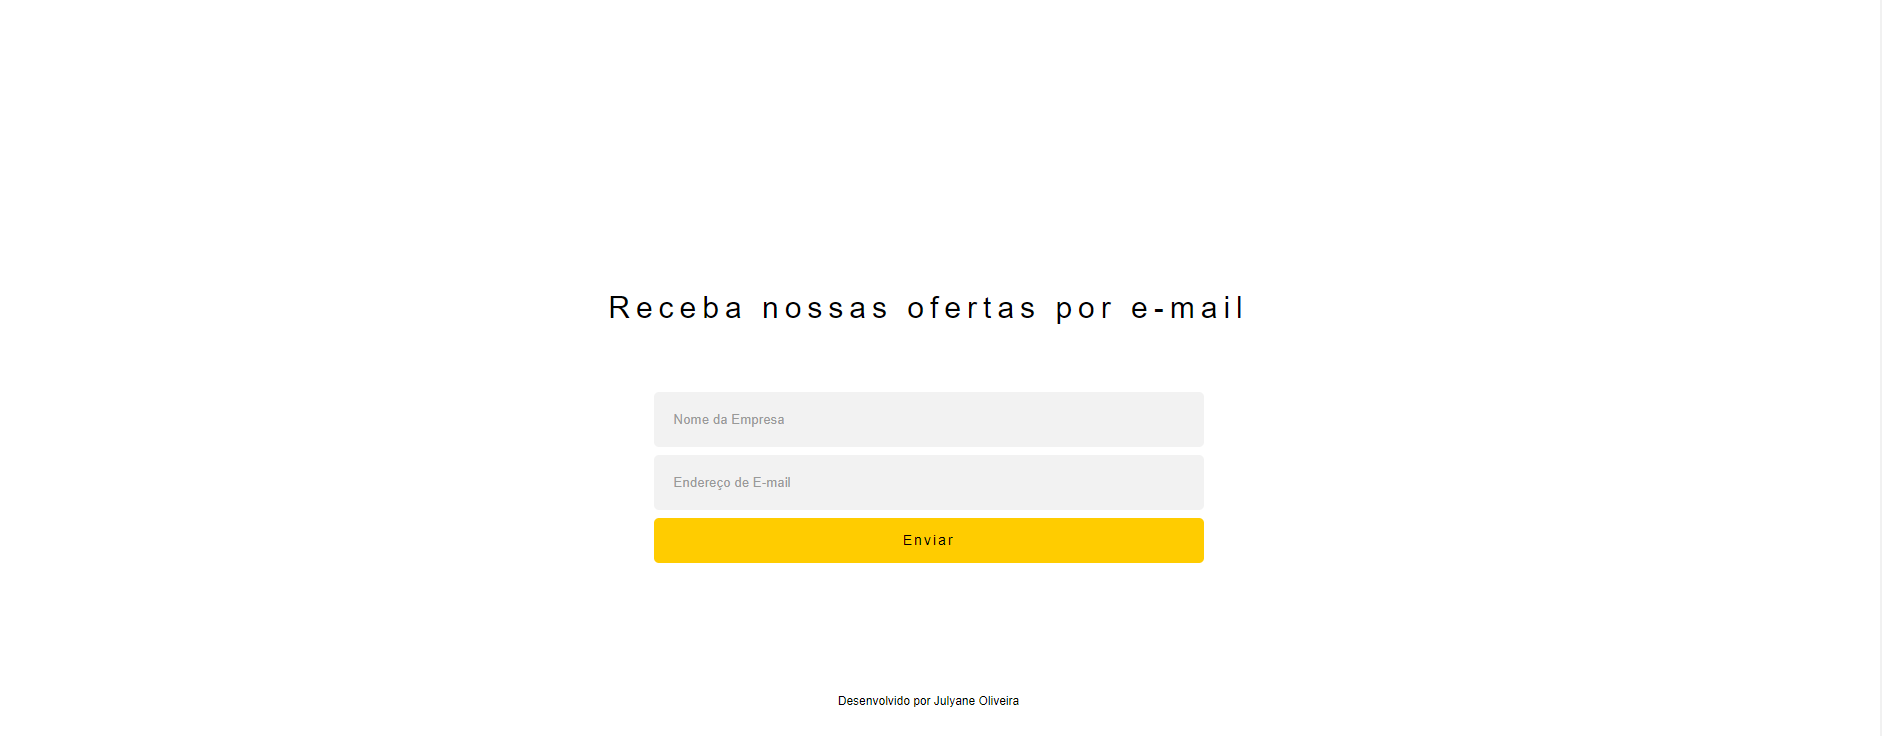 Receba nossas ofertas por e-mail
Nome da Empresa
Endereço de E-mail
Enviar
Desenvolvido por Julyane Oliveira